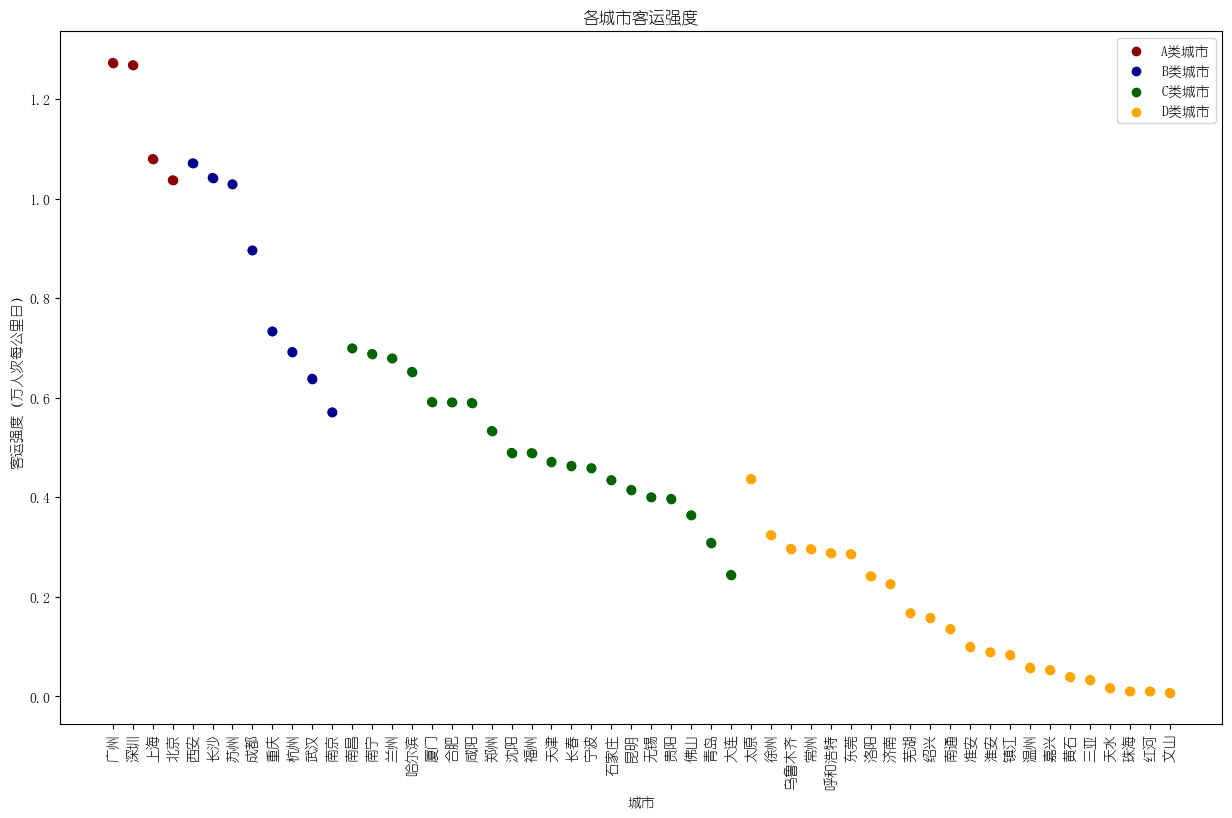 各城市客运强度
A类城市
B类城市
C类城市
D类城市
客运强度 (万人次每公里日)
1.2
1.0
0.8
0.6
0.4
0.2
0.0
广州
深圳
上海
北京
西安
长沙
苏州
成都
重庆
杭州
武汉
南京
南昌
南宁
兰州
哈尔滨
厦门
合肥
咸阳
郑州
沈阳
福州
天津
长春
宁波
石家庄
昆明
无锡
贵阳
佛山
青岛
大连
太原
徐州
乌鲁木齐
常州
呼和浩特
东莞
洛阳
济南
芜湖
绍兴
南通
淮安
淮安
镇江
温州
嘉兴
黄石
三亚
天水
珠海
红河
文山
城市